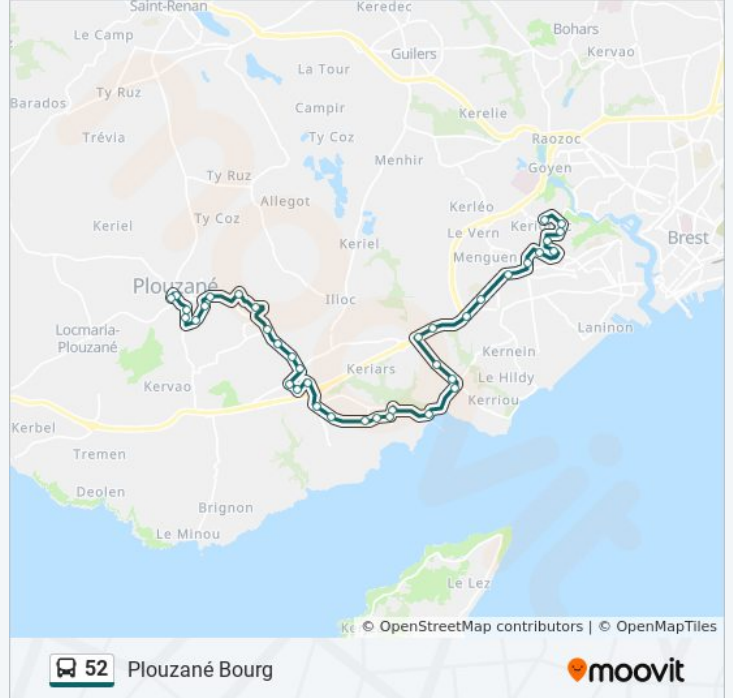 Saint-Renan
Keredec
Le Camp
Bohars
Guilers
Kervao
La Tour
Ty Ruz
Barados
Campir
Kerelie
Trévia
Ty Coz
Raozoc
Menhir
Goyen
Ty Ruz
Allegot
Kerléo
Ty Coz
Keriel
Le Vern
Keriel
Brest
Menguen
Plouzané
Illoc
Locmaria-
Plouzané
Laninon
Kernein
Keriars
Le Hildy
Kervao
Kerriou
Kerbel
Tremen
Deolen
Brignon
Le Minou
Le Lez
© OpenStreetMap contributors | © OpenMapTiles
52 Plouzané Bourg
moovit